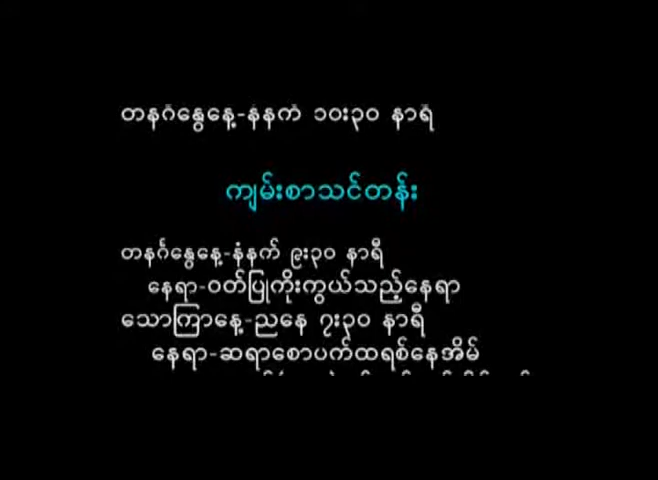 တနင်္ဂနွေနေ့-နံနက် ၁၀း၃၀ နာရီ
ကျမ်းစာသင်တန်း
တနင်္ဂနွေနေ့-နံနက် ၉း၃၀ နာရီ
နေရာ-ဝတ်ပြုကိုးကွယ်သည့်နေရာ
သောကြာနေ့-ညနေ ၇း၃၀ နာရီ
နေရာ-ဆရာစောပက်ထရစ်နေအိမ်